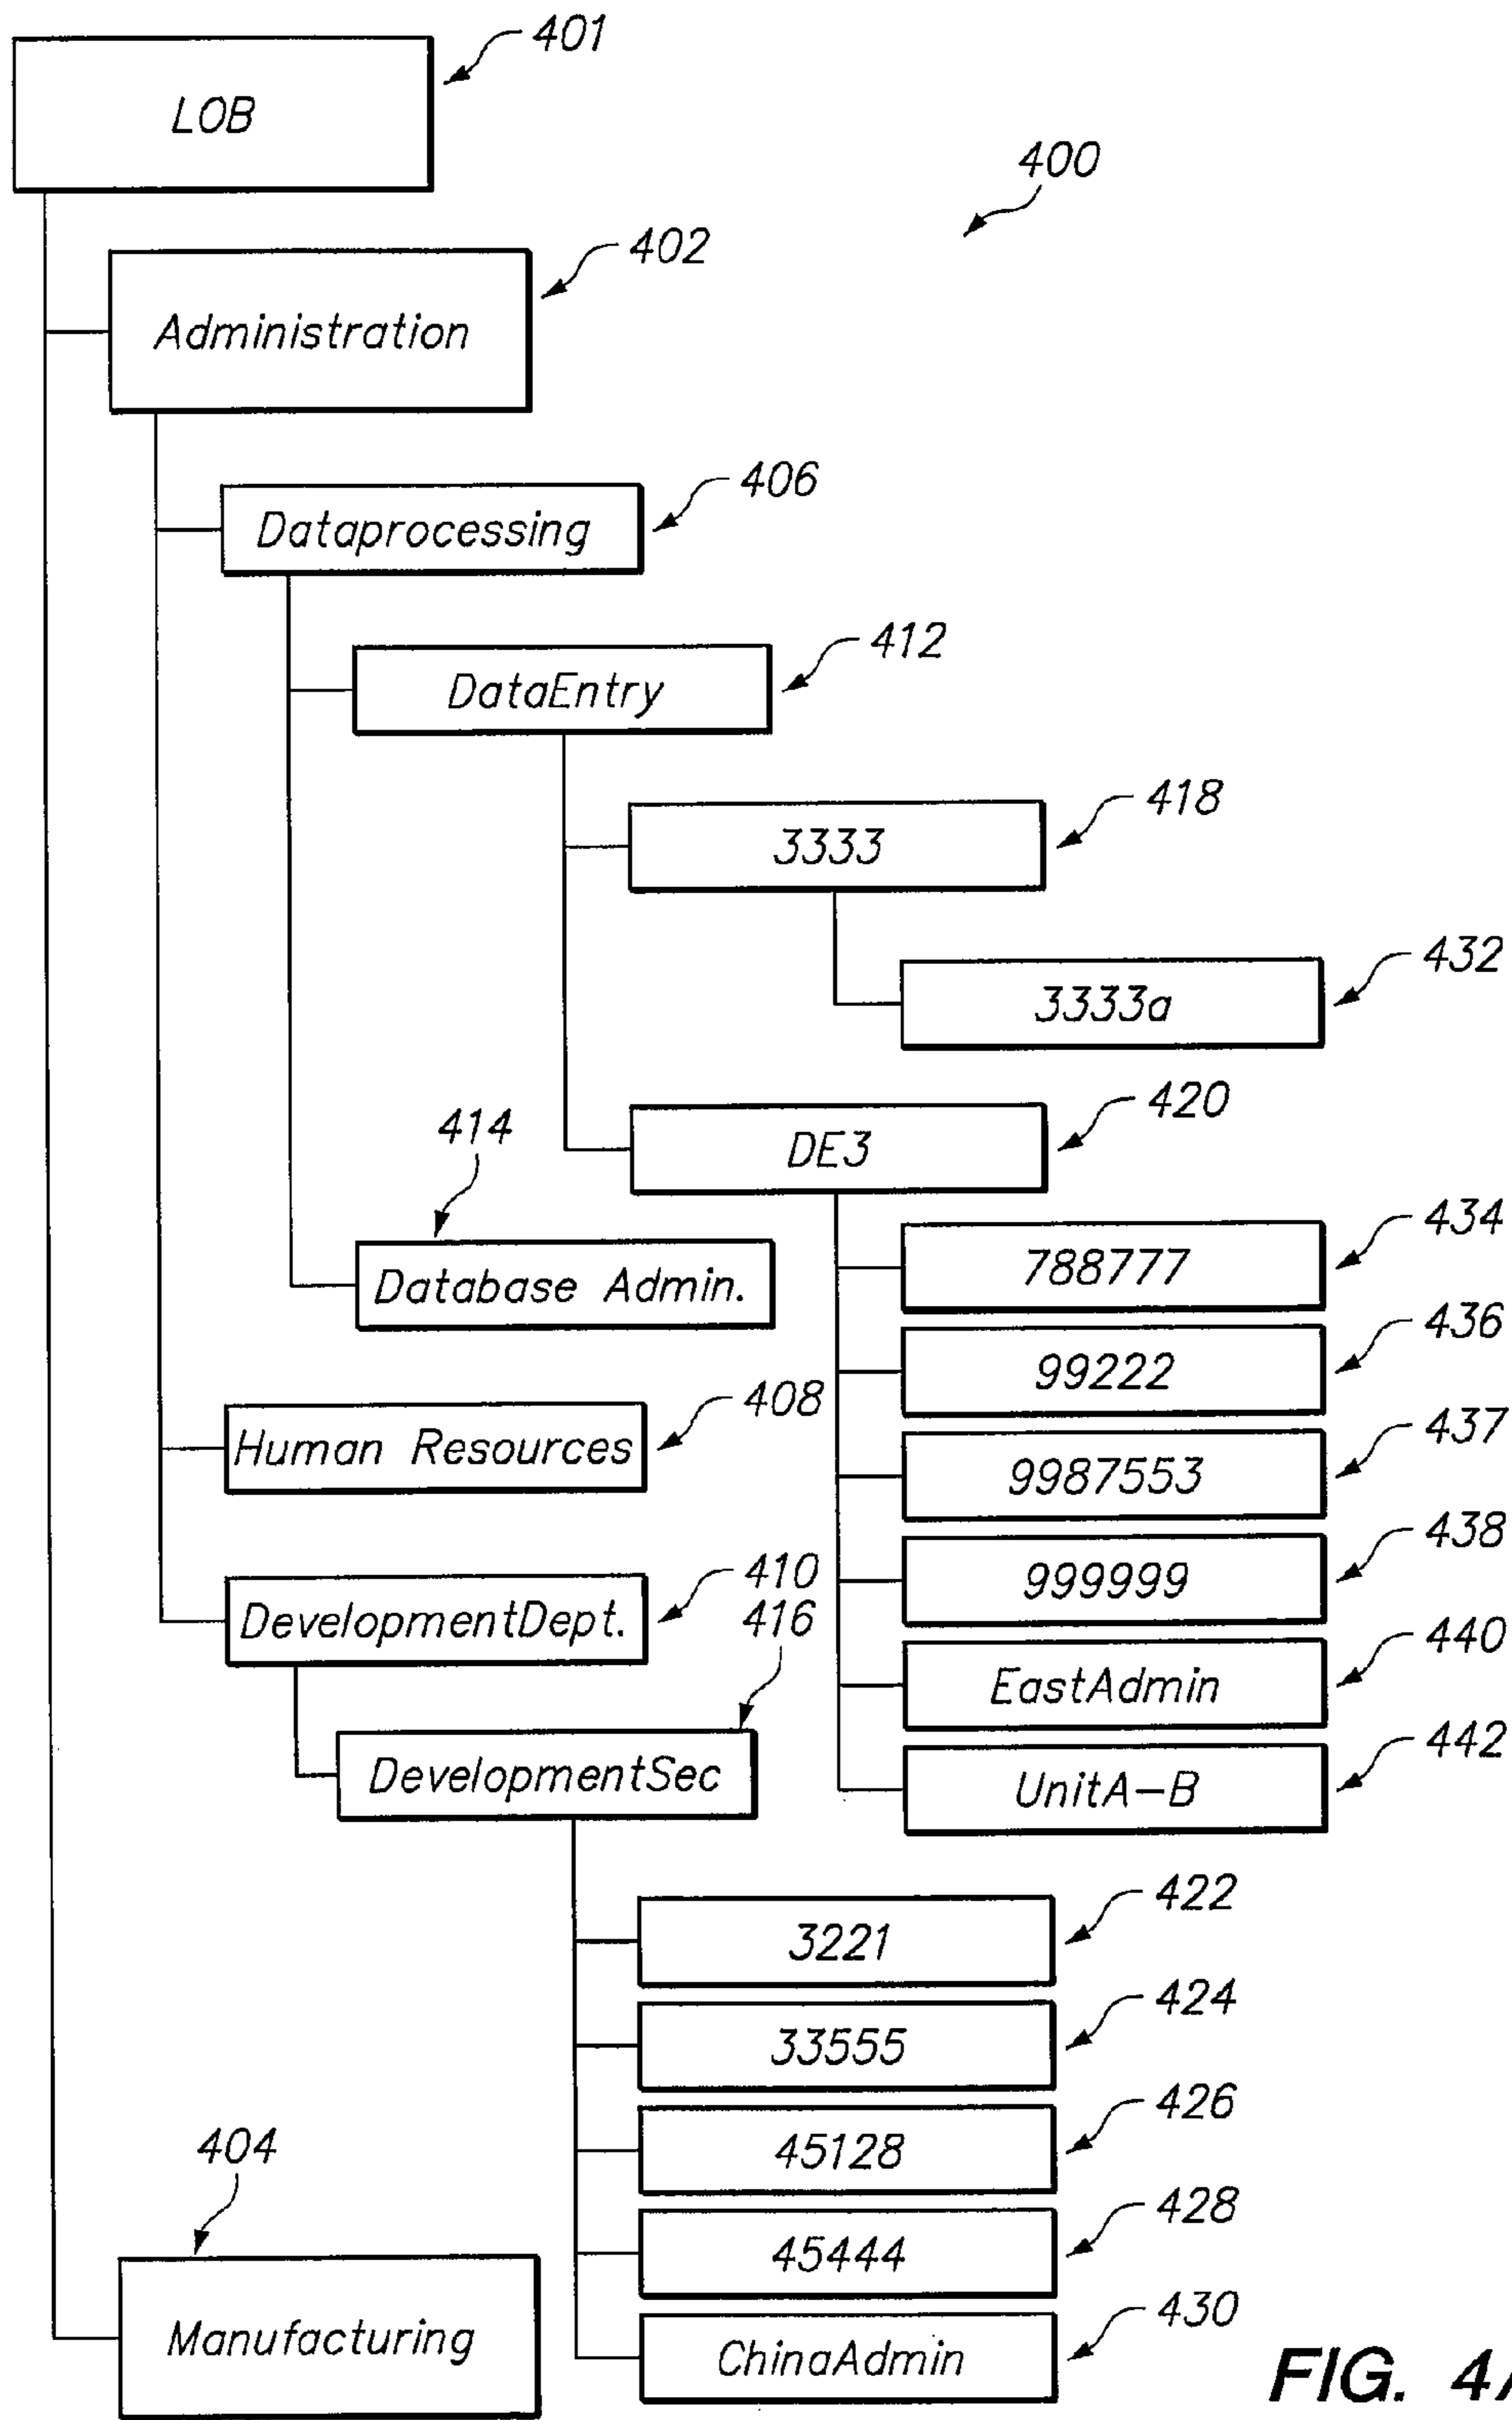 401
LOB
400
402
Administration
406
Dataprocessing
412
DataEntry
418
3333
432
3333a
420
DE3
414
Database Admin.
434
788777
436
99222
408
Human Resources
437
9987553
438
999999
410
DevelopmentDept.
416
440
EastAdmin
DevelopmentSec
442
UnitA-B
422
3221
424
33555
426
45128
404
428
45444
Manufacturing
430
ChinaAdmin
FIG. 4